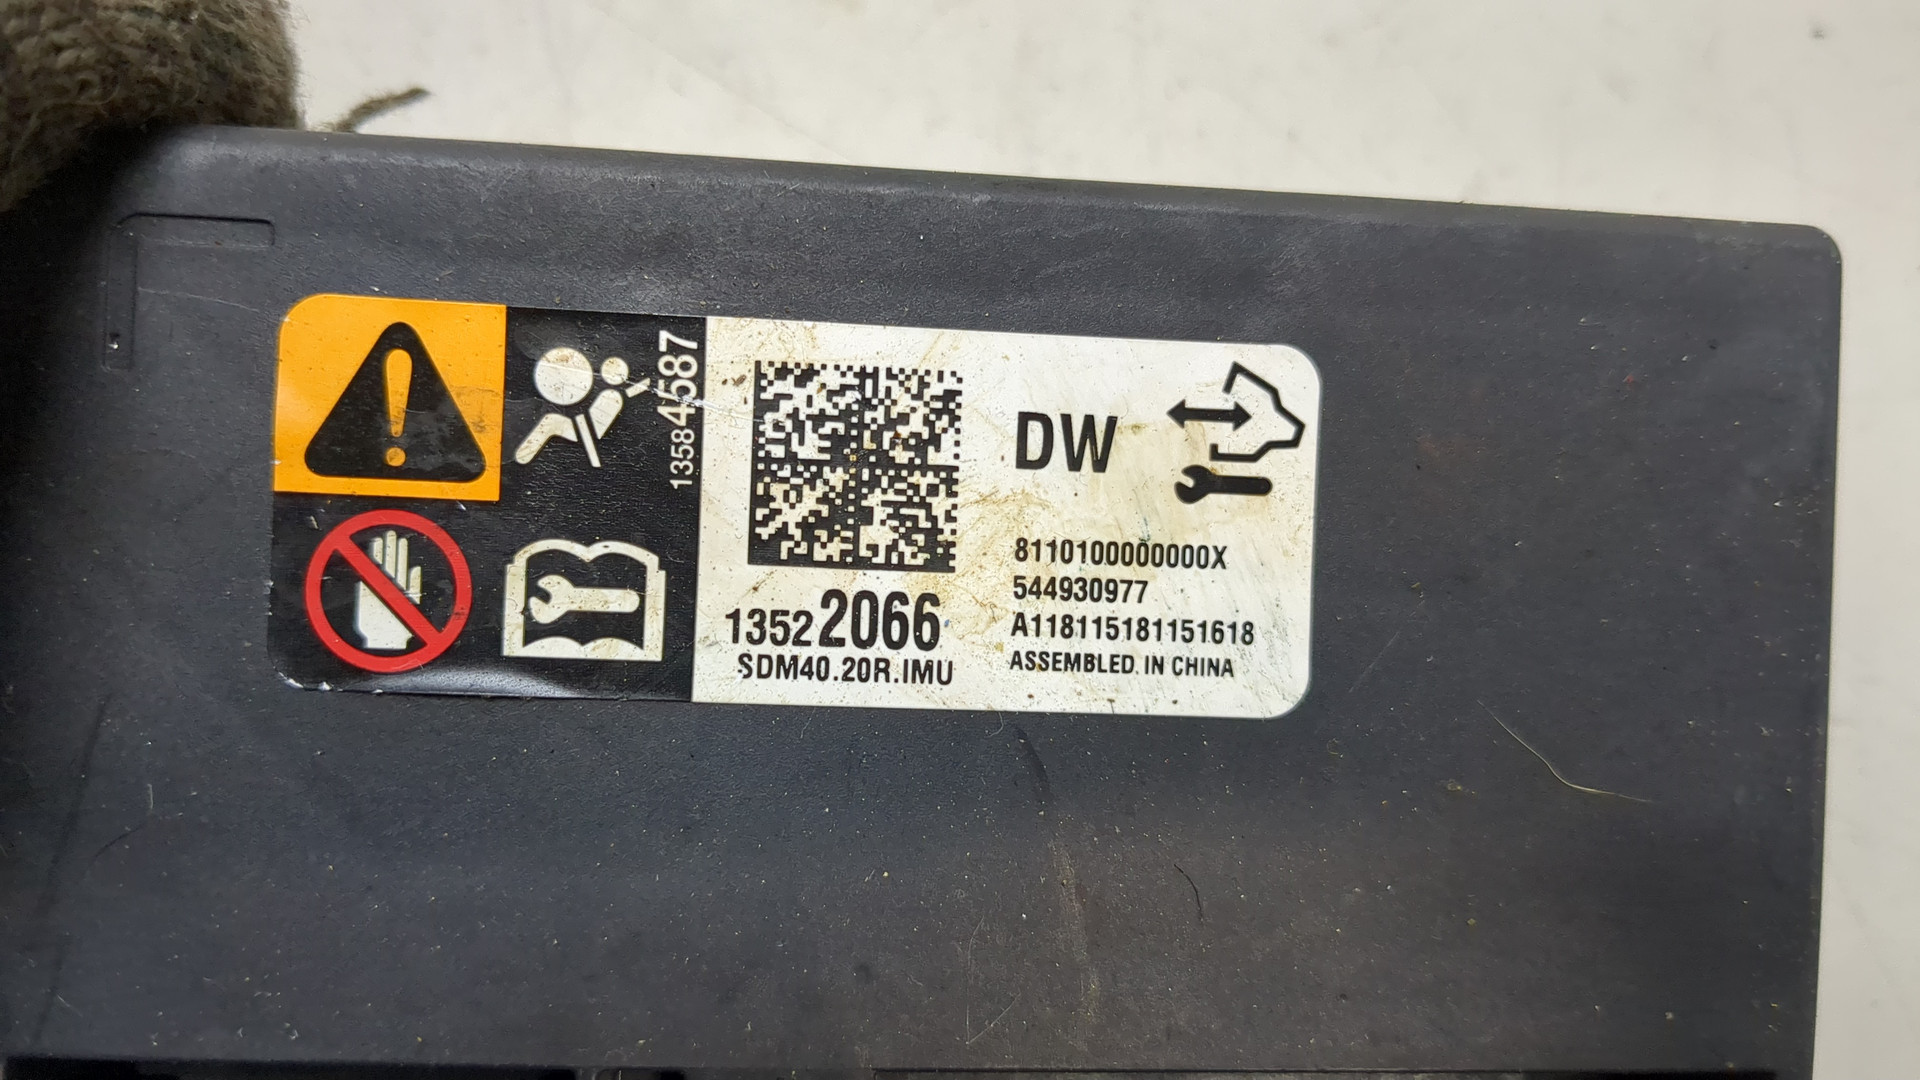 13584587
DW
8110100000000X
544930977
A118115181151618
ASSEMBLED IN CHINA
13522066
SDM40.20R.IMU